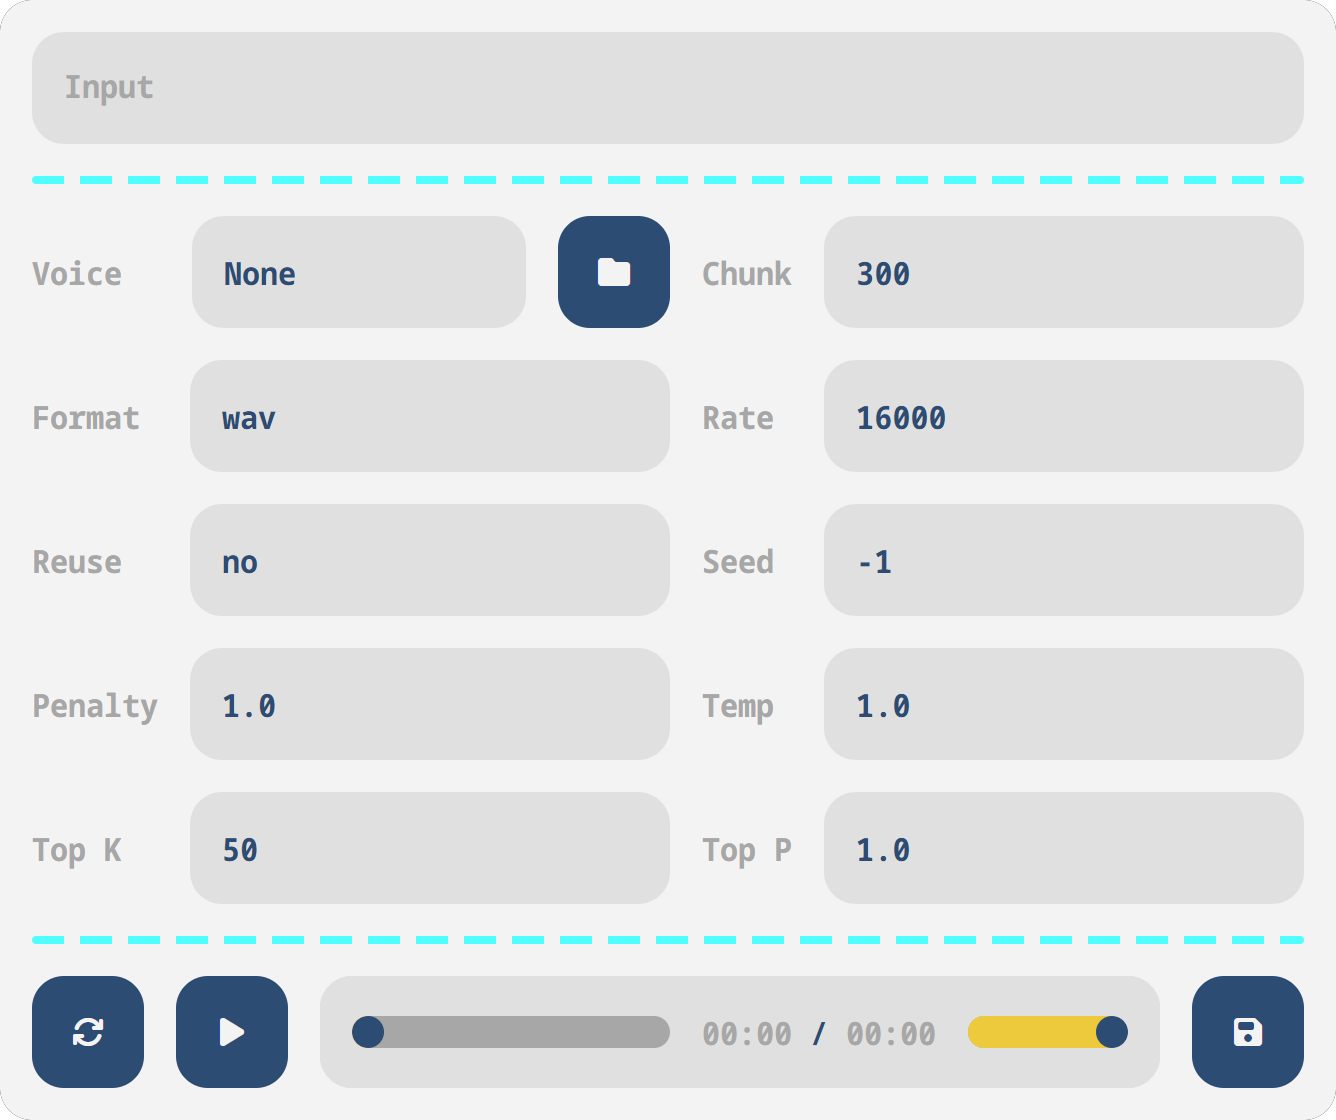 Input
Voice None Chunk 300
Format wav Rate 16000
Reuse no Seed -1
Penalty 1.0 Temp 1.0
Top K 50 Top P 1.0
00:00 / 00:00